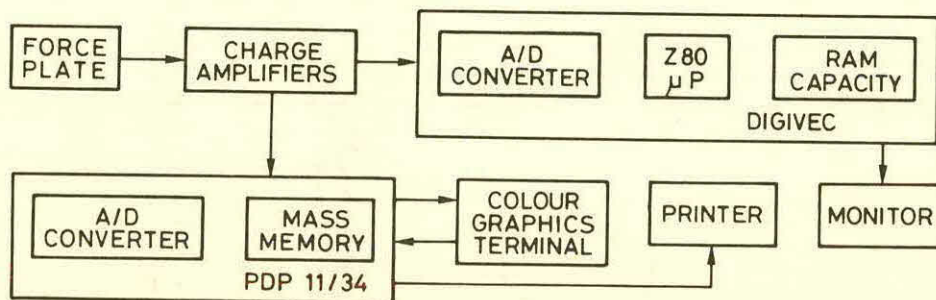 FORCE
PLATE
CHARGE
AMPLIFIERS
A/D
CONVERTER
Z80
μP
RAM
CAPACITY
DIGIVEC
A/D
CONVERTER
MASS
MEMORY
PDP 11/34
COLOUR
GRAPHICS
TERMINAL
PRINTER
MONITOR